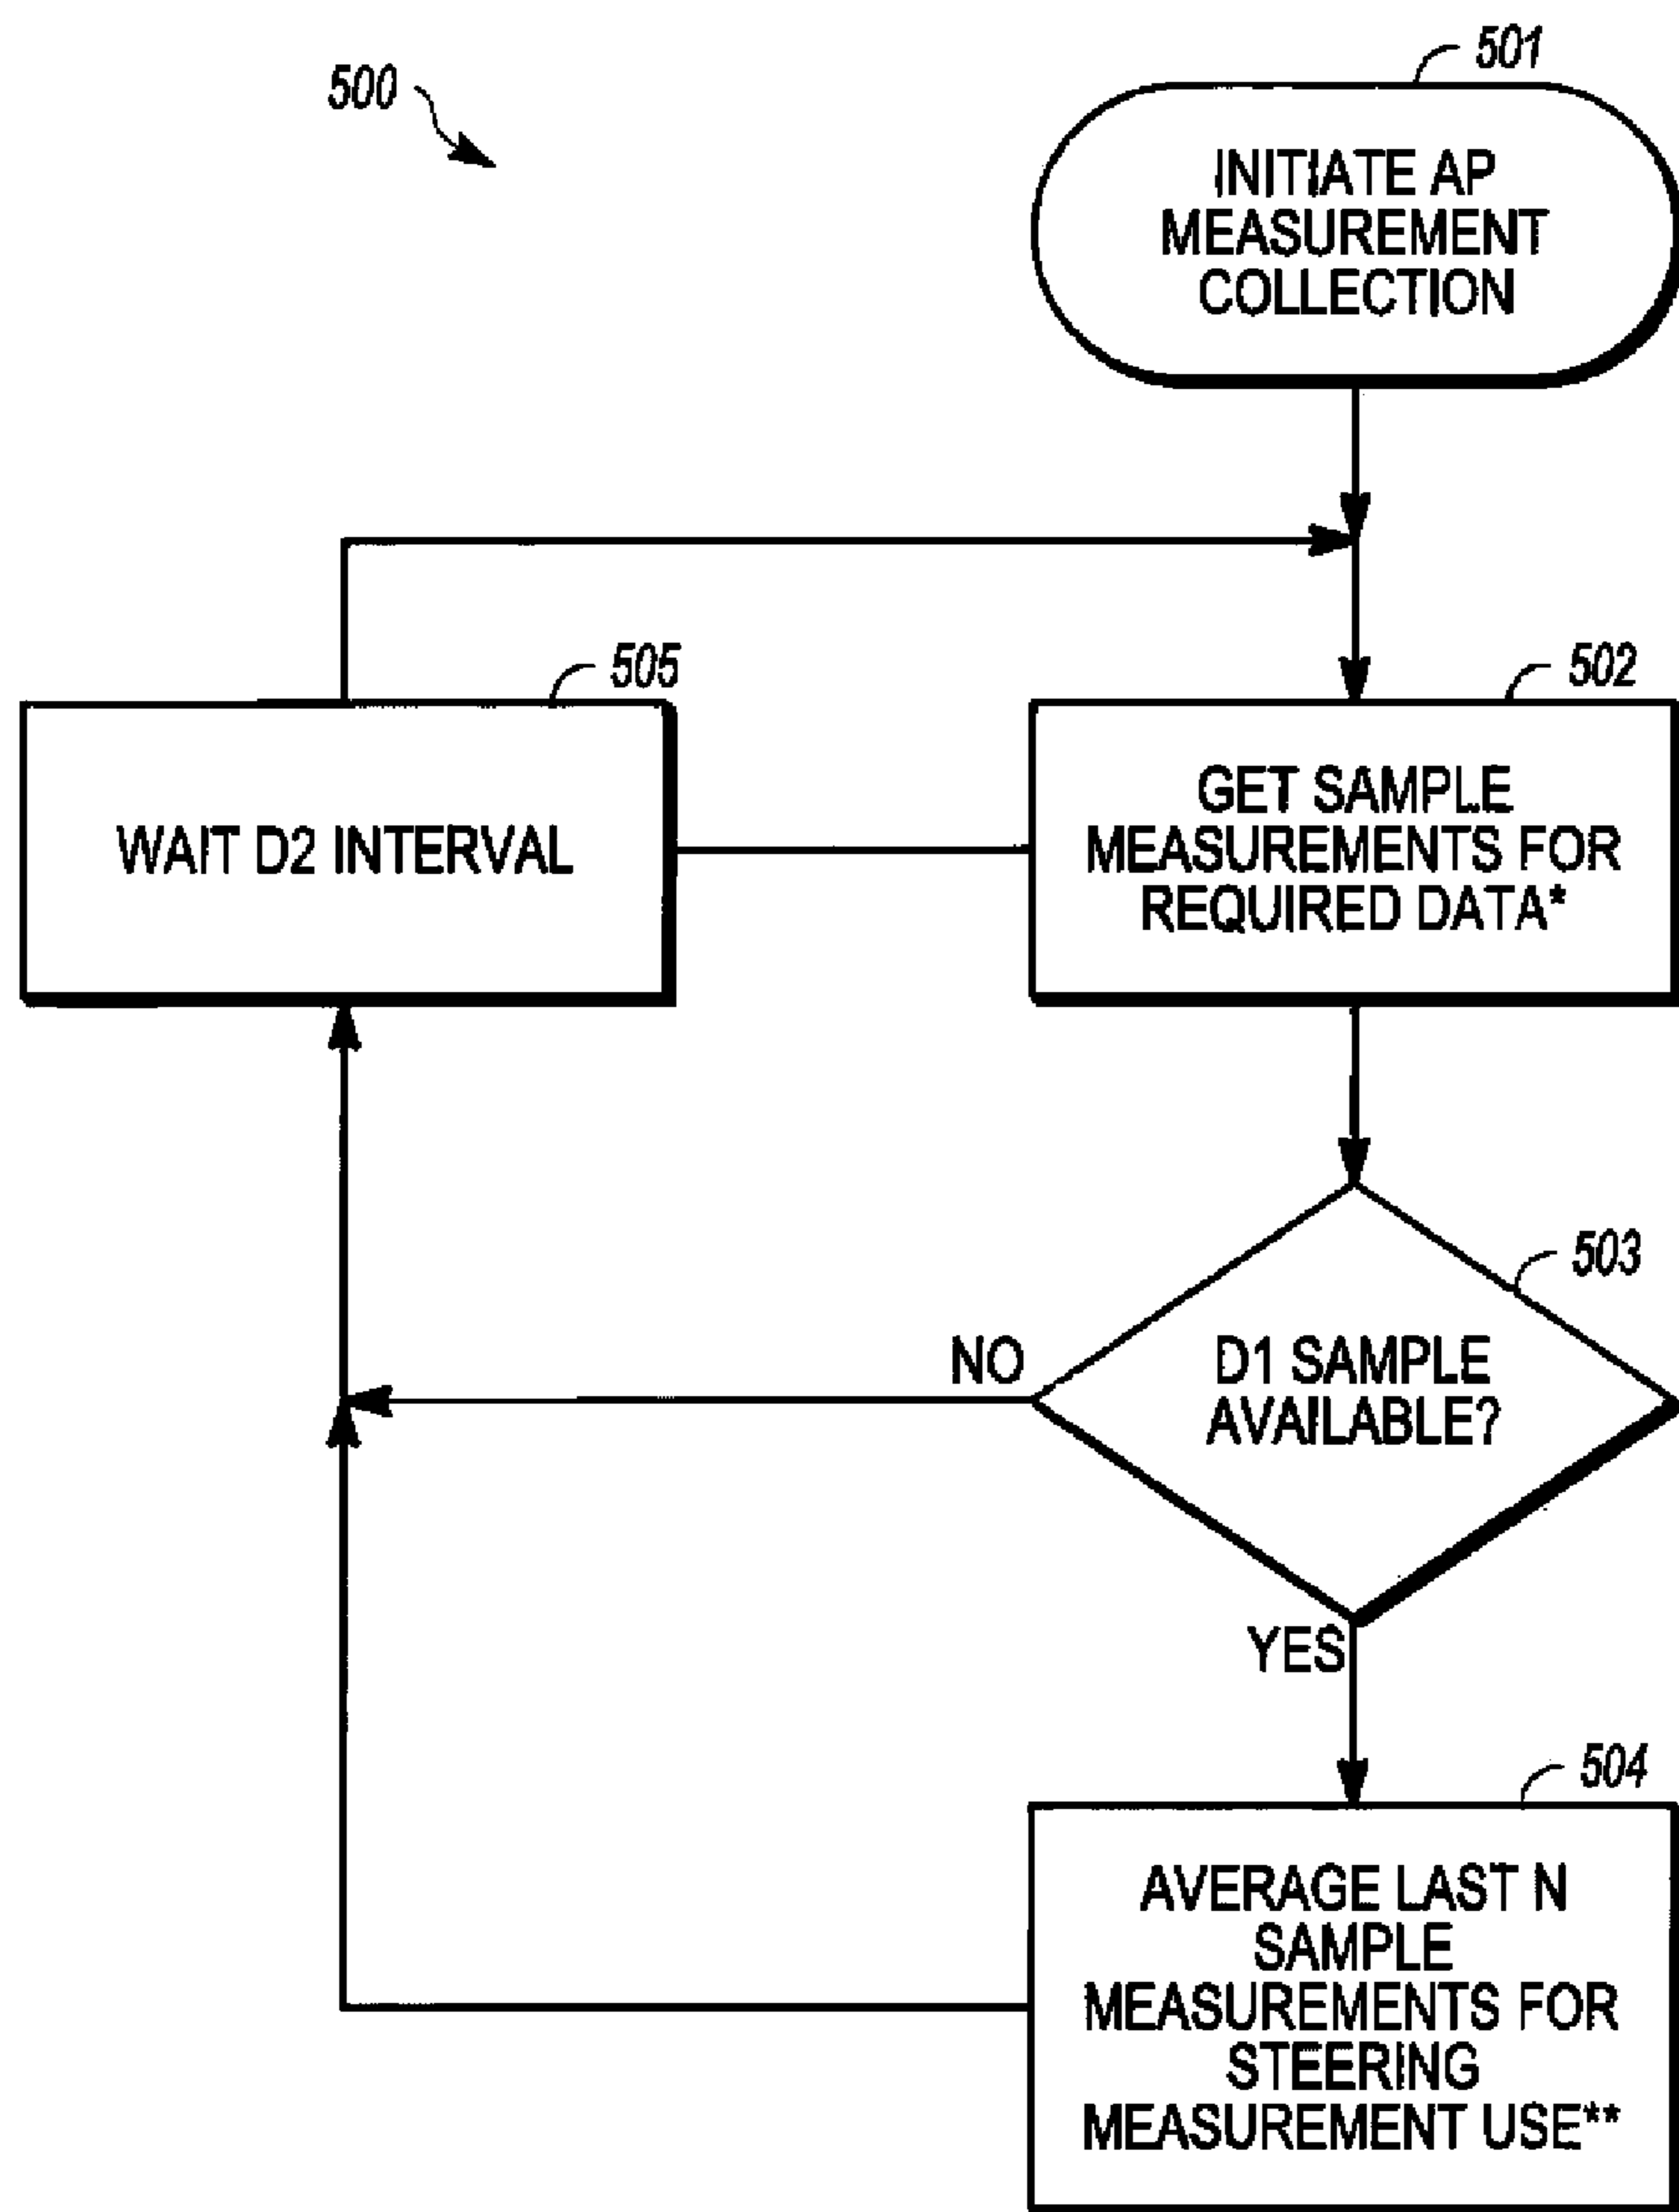 500
501
INITIATE AP
MEASUREMENT
COLLECTION
505
WAIT D2 INTERVAL
502
GET SAMPLE
MEASUREMENTS FOR
REQUIRED DATA*
503
D1 SAMPLE
AVAILABLE?
NO
YES
504
AVERAGE LAST N
SAMPLE
MEASUREMENTS FOR
STEERING
MEASUREMENT USE**